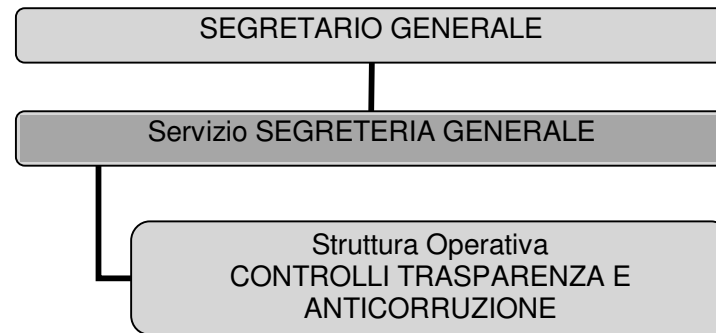 SEGRETARIO GENERALE
Servizio SEGRETERIA GENERALE
Struttura Operativa
CONTROLLI TRASPARENZA E
ANTICORRUZIONE